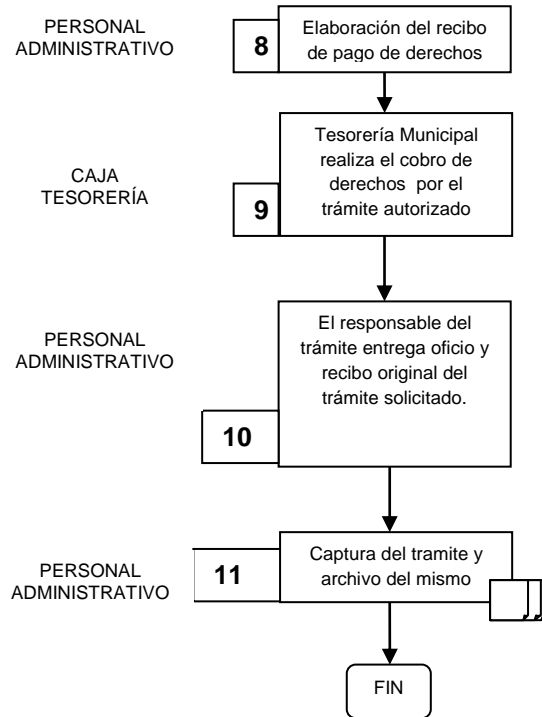 PERSONAL
ADMINISTRATIVO
8
Elaboración del recibo
de pago de derechos
CAJA
TESORERÍA
9
Tesorería Municipal
realiza el cobro de
derechos por el
trámite autorizado
PERSONAL
ADMINISTRATIVO
10
El responsable del
trámite entrega oficio y
recibo original del
trámite solicitado.
PERSONAL
ADMINISTRATIVO
11
Captura del tramite y
archivo del mismo
FIN